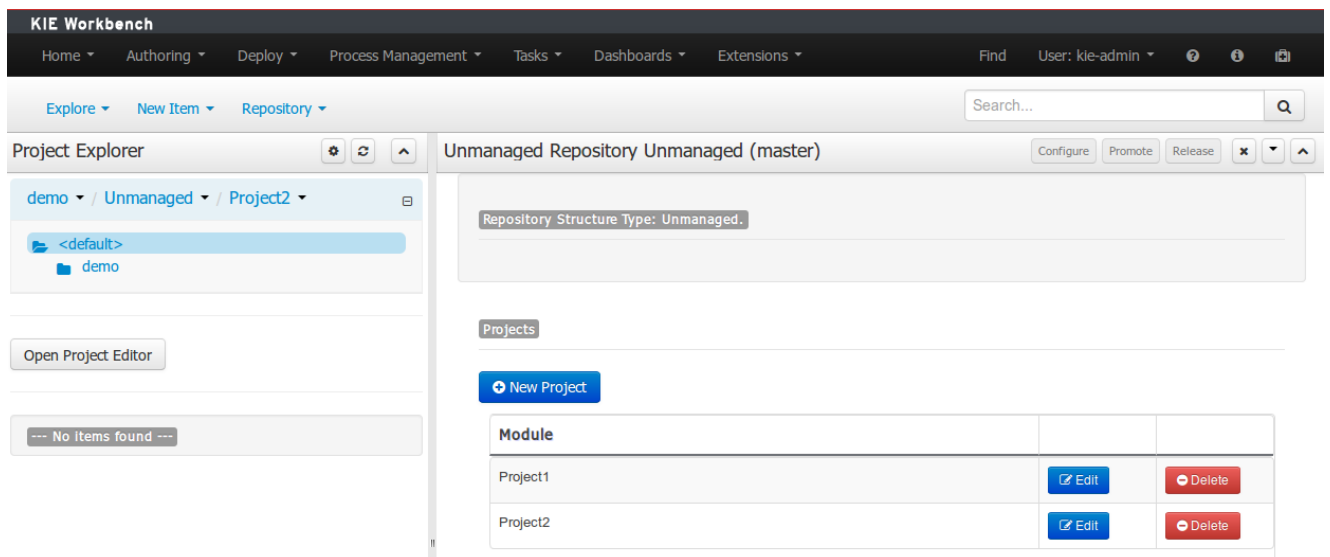 KIE Workbench
Home Authoring Deploy Process Management Tasks Dashboards Extensions Find User: kie-admin
Explore New Item Repository Search...
Project Explorer
demo / Unmanaged / Project2
<default>
demo
Open Project Editor
--- No Items found ---
Unmanaged Repository Unmanaged (master) Configure Promote Release
Repository Structure Type: Unmanaged.
Projects
New Project
Module
Project1 Edit Delete
Project2 Edit Delete